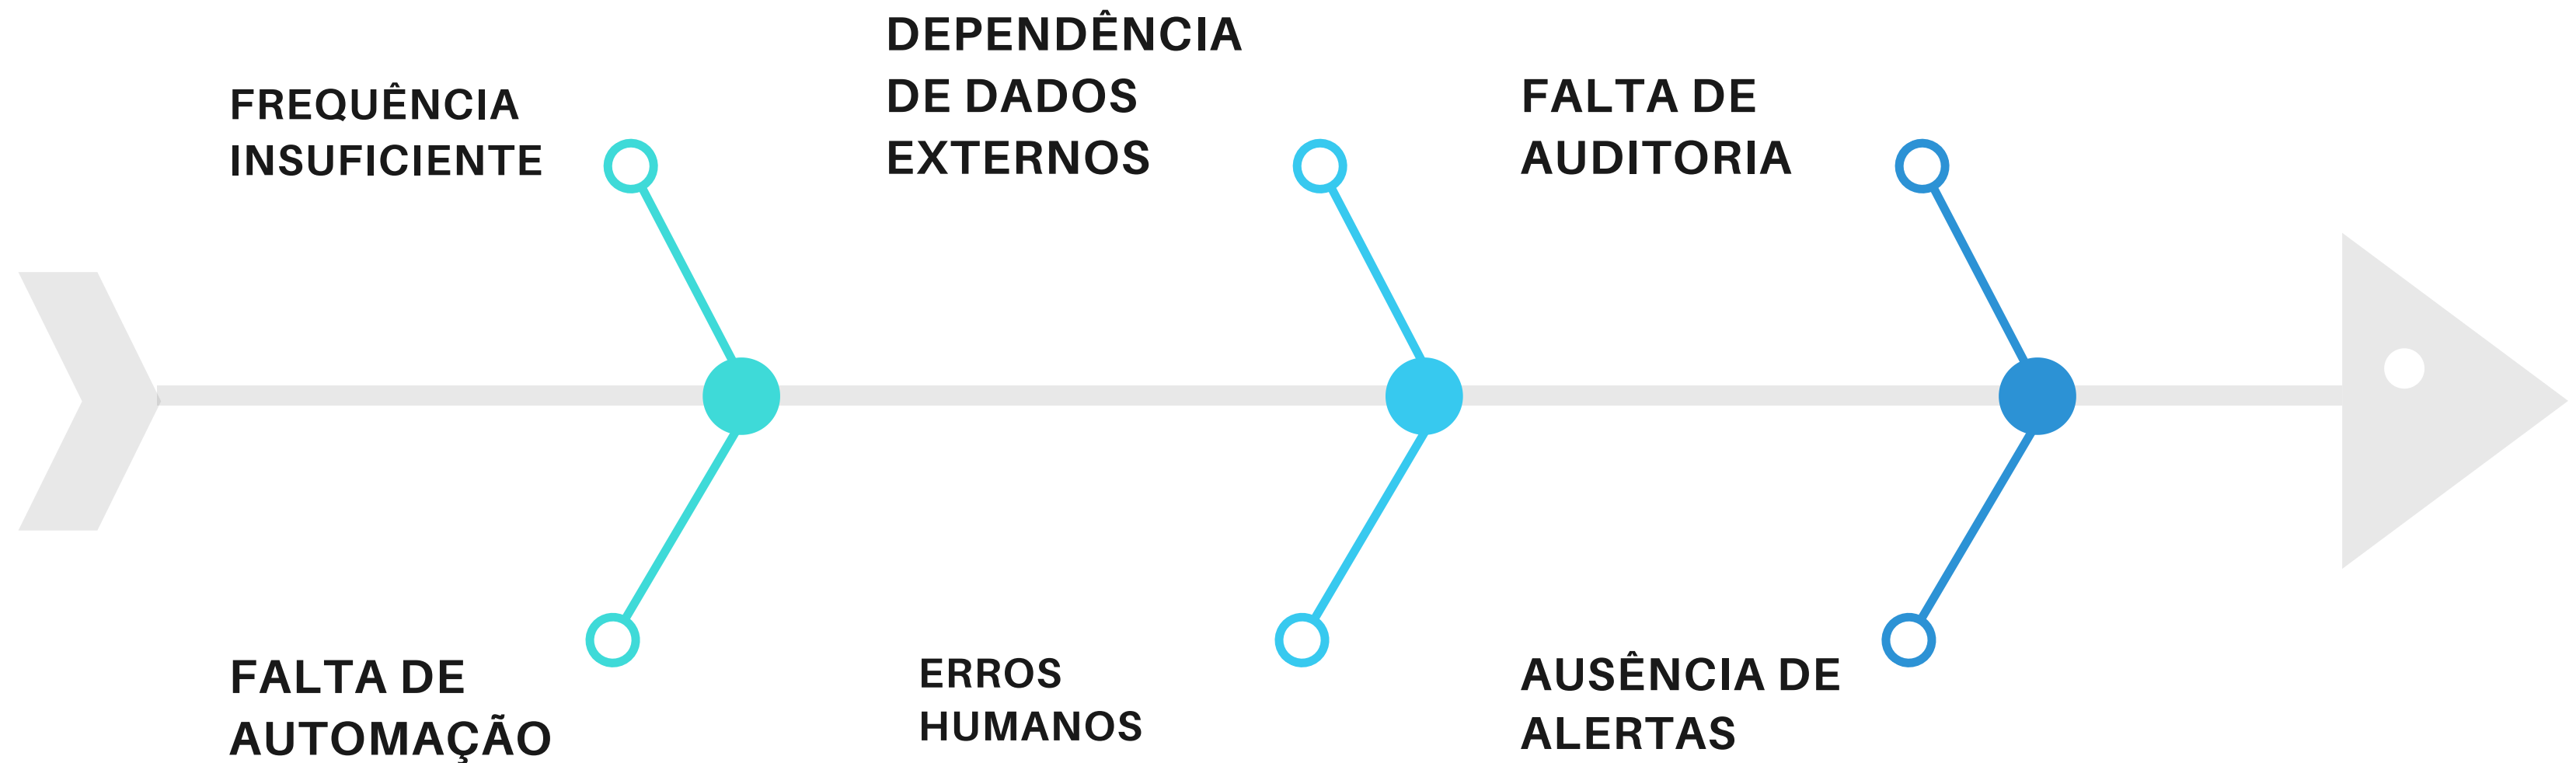 FREQUÊNCIA
INSUFICIENTE
DEPENDÊNCIA
DE DADOS
EXTERNOS
FALTA DE
AUDITORIA
FALTA DE
AUTOMAÇÃO
ERROS
HUMANOS
AUSÊNCIA DE
ALERTAS